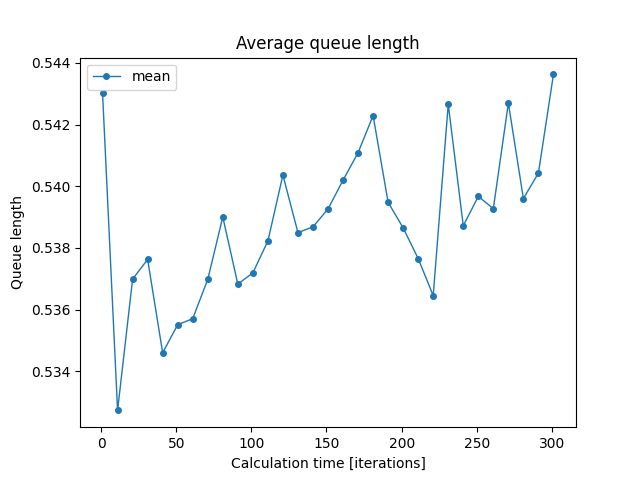 Average queue length
mean
Queue length
0.544
0.542
0.540
0.538
0.536
0.534
0 50 100 150 200 250 300
Calculation time [iterations]